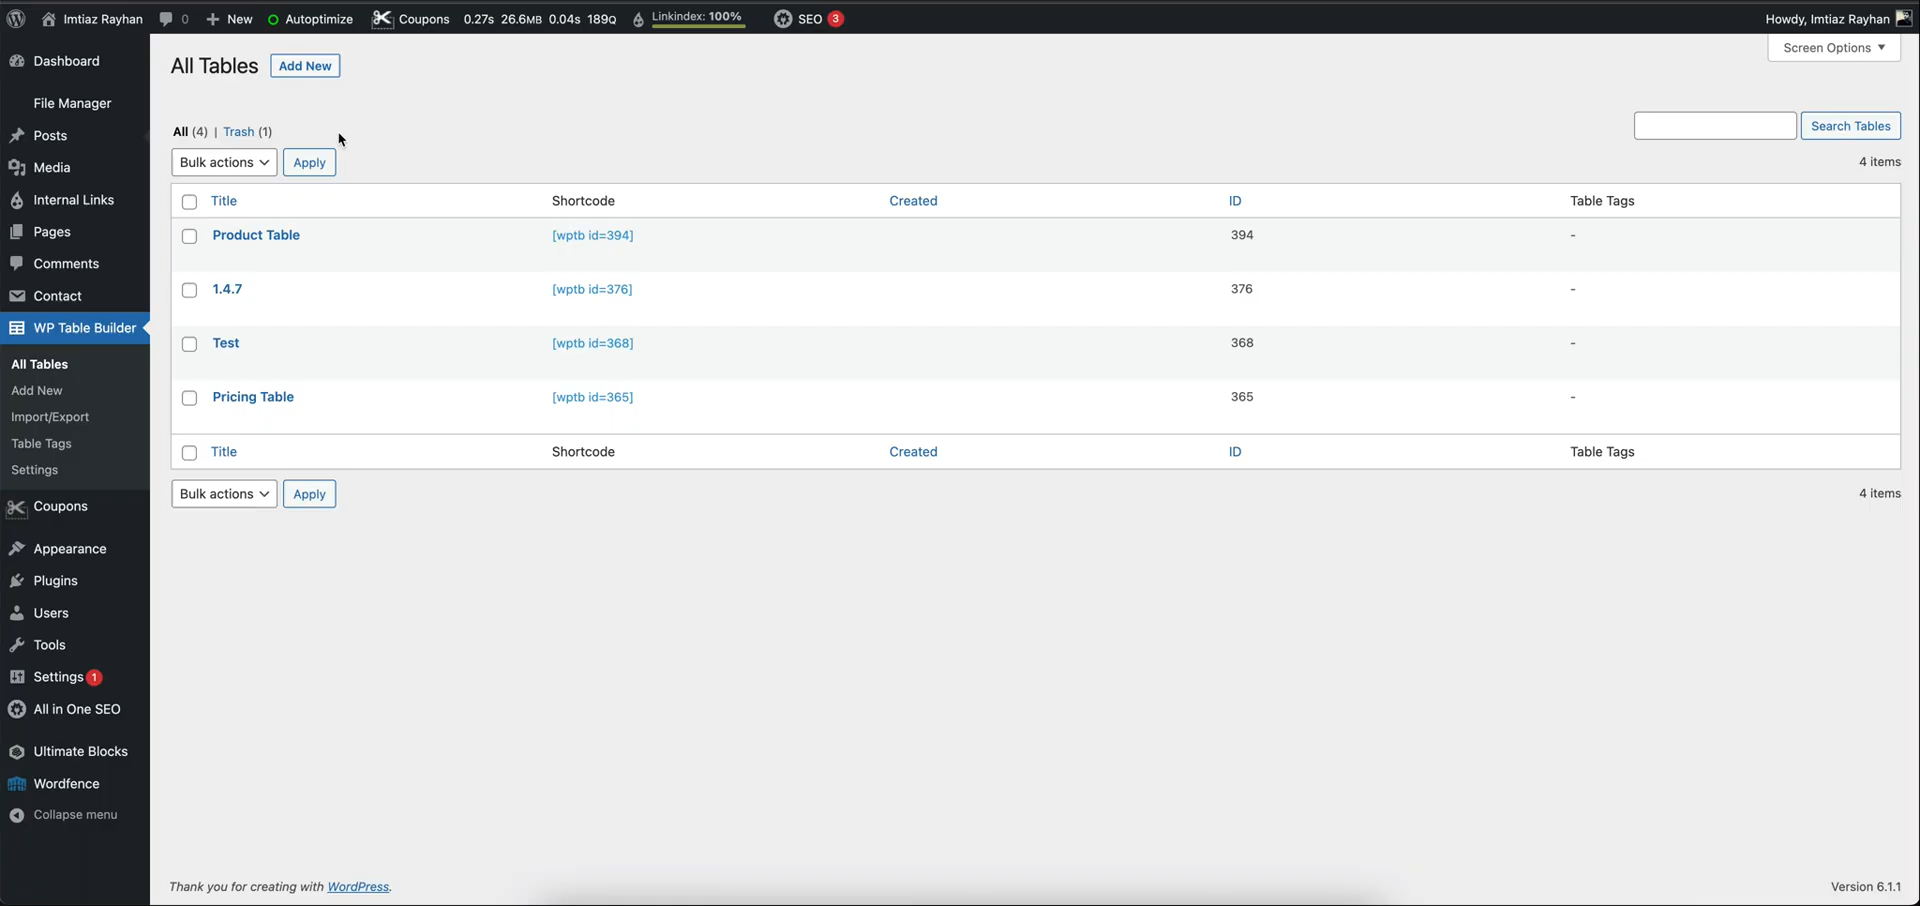 Imtiaz Rayhan 0 New Autoptimize Coupons 0.27s 26.6MB 0.04s 189Q Linkindex: 100% SEO 3 Howdy, Imtiaz Rayhan
Dashboard
File Manager
Posts
Media
Internal Links
Pages
Comments
Contact
WP Table Builder
All Tables
Add New
Import/Export
Table Tags
Settings
Coupons
Appearance
Plugins
Users
Tools
Settings 1
All in One SEO
Ultimate Blocks
Wordfence
Collapse menu
Screen Options ▼
All Tables Add New
All (4) | Trash (1)
Search Tables
Bulk actions Apply 4 items
Title Shortcode Created ID Table Tags
Product Table [wptb id=394] 394 -
1.4.7 [wptb id=376] 376 -
Test [wptb id=368] 368 -
Pricing Table [wptb id=365] 365 -
Title Shortcode Created ID Table Tags
Bulk actions Apply 4 items
Thank you for creating with WordPress. Version 6.1.1